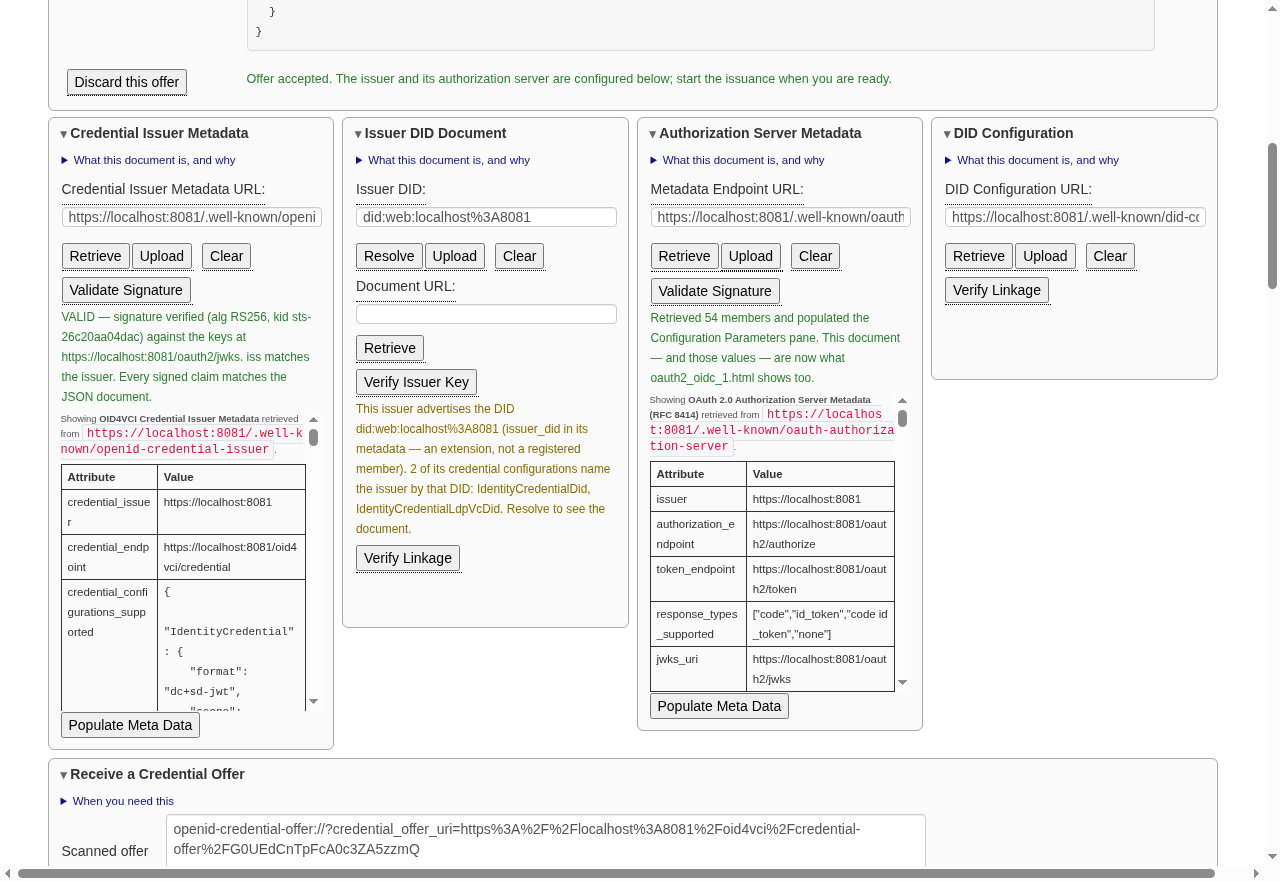 }
}
Discard this offer
Offer accepted. The issuer and its authorization server are configured below; start the issuance when you are ready.
▾ Credential Issuer Metadata
▶ What this document is, and why
Credential Issuer Metadata URL:
https://localhost:8081/.well-known/openi
Retrieve Upload Clear
Validate Signature
VALID — signature verified (alg RS256, kid sts-
26c20aa04dac) against the keys at
https://localhost:8081/oauth2/jwks. iss matches
the issuer. Every signed claim matches the
JSON document.
Showing OID4VCI Credential Issuer Metadata retrieved
from https://localhost:8081/.well-k
nown/openid-credential-issuer .
Attribute Value
credential_issue
r
https://localhost:8081
credential_endp
oint
https://localhost:8081/oid4
vci/credential
credential_confi
gurations_supp
orted
{
"IdentityCredential"
: {
"format":
"dc+sd-jwt",
"scope":
Populate Meta Data
▾ Issuer DID Document
▶ What this document is, and why
Issuer DID:
did:web:localhost%3A8081
Resolve Upload Clear
Document URL:
Retrieve
Verify Issuer Key
This issuer advertises the DID
did:web:localhost%3A8081 (issuer_did in its
metadata — an extension, not a registered
member). 2 of its credential configurations name
the issuer by that DID: IdentityCredentialDid,
IdentityCredentialLdpVcDid. Resolve to see the
document.
Verify Linkage
▾ Authorization Server Metadata
▶ What this document is, and why
Metadata Endpoint URL:
https://localhost:8081/.well-known/oauth
Retrieve Upload Clear
Validate Signature
Retrieved 54 members and populated the
Configuration Parameters pane. This document
— and those values — are now what
oauth2_oidc_1.html shows too.
Showing OAuth 2.0 Authorization Server Metadata
(RFC 8414) retrieved from https://localhos
t:8081/.well-known/oauth-authoriza
tion-server .
Attribute Value
issuer https://localhost:8081
authorization_e
ndpoint
https://localhost:8081/oaut
h2/authorize
token_endpoint
https://localhost:8081/oaut
h2/token
response_types
_supported
["code","id_token","code id
_token","none"]
jwks_uri
https://localhost:8081/oaut
h2/jwks
Populate Meta Data
▾ DID Configuration
▶ What this document is, and why
DID Configuration URL:
https://localhost:8081/.well-known/did-co
Retrieve Upload Clear
Verify Linkage
▾ Receive a Credential Offer
▶ When you need this
Scanned offer
openid-credential-offer://?credential_offer_uri=https%3A%2F%2Flocalhost%3A8081%2Foid4vci%2Fcredential-
offer%2FG0UEdCnTpFcA0c3ZA5zzmQ